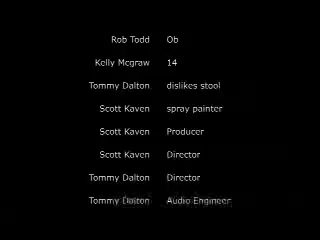 Rob Todd Ob
Kelly Mcgraw 14
Tommy Dalton dislikes stool
Scott Kaven spray painter
Scott Kaven Producer
Scott Kaven Director
Tommy Dalton Director
Tommy Dalton Audio Engineer